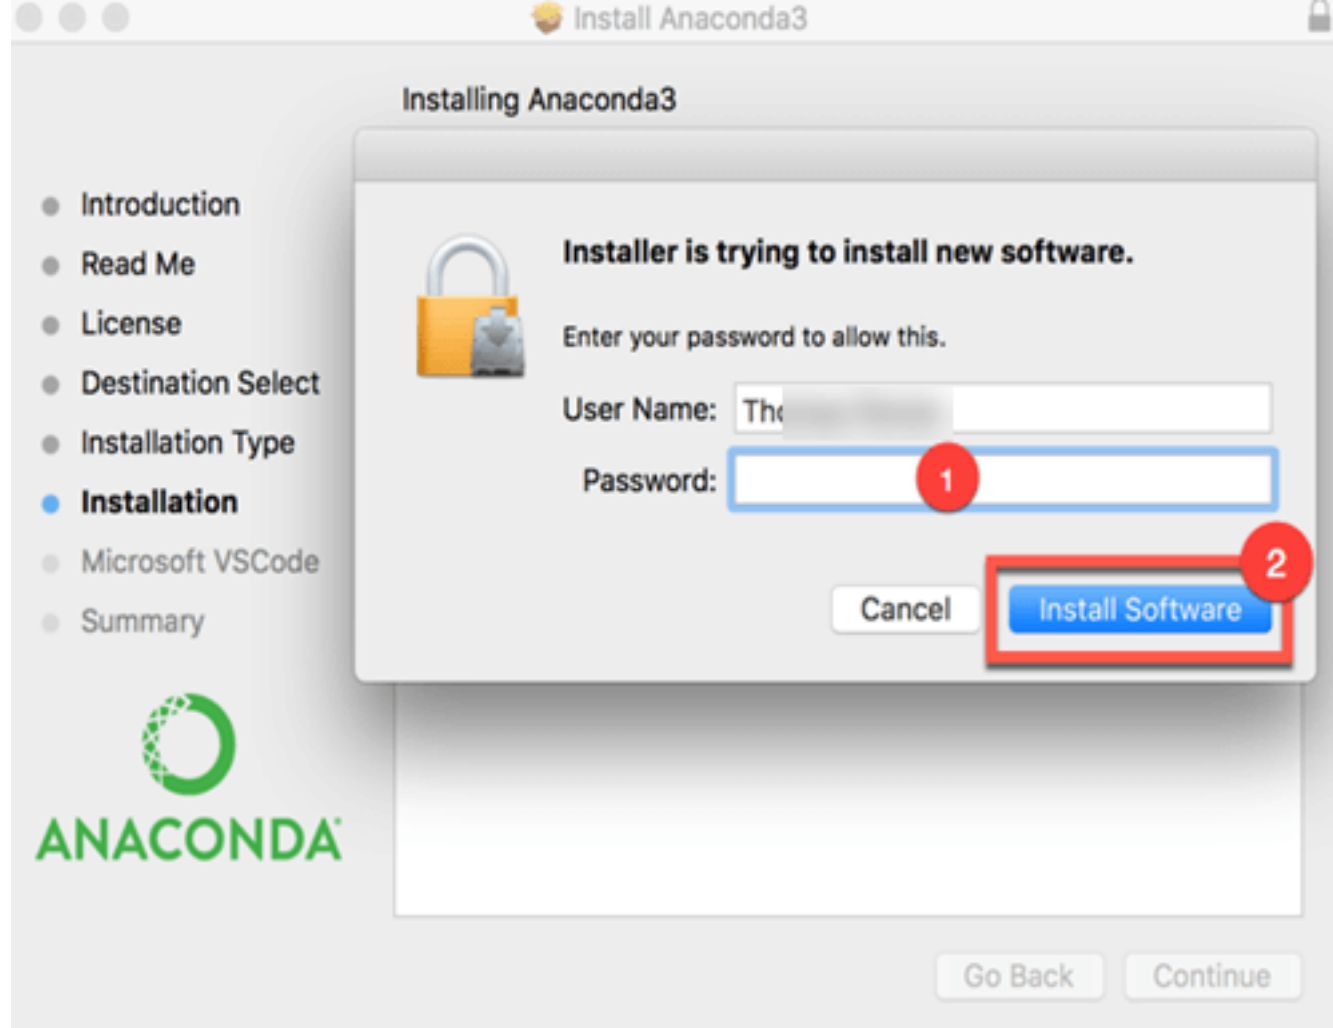 Install Anaconda3
Installing Anaconda3
Introduction
Read Me
License
Destination Select
Installation Type
Installation
Microsoft VSCode
Summary
ANACONDA
Installer is trying to install new software.
Enter your password to allow this.
User Name:
Password: 1
2
Cancel Install Software
Go Back Continue